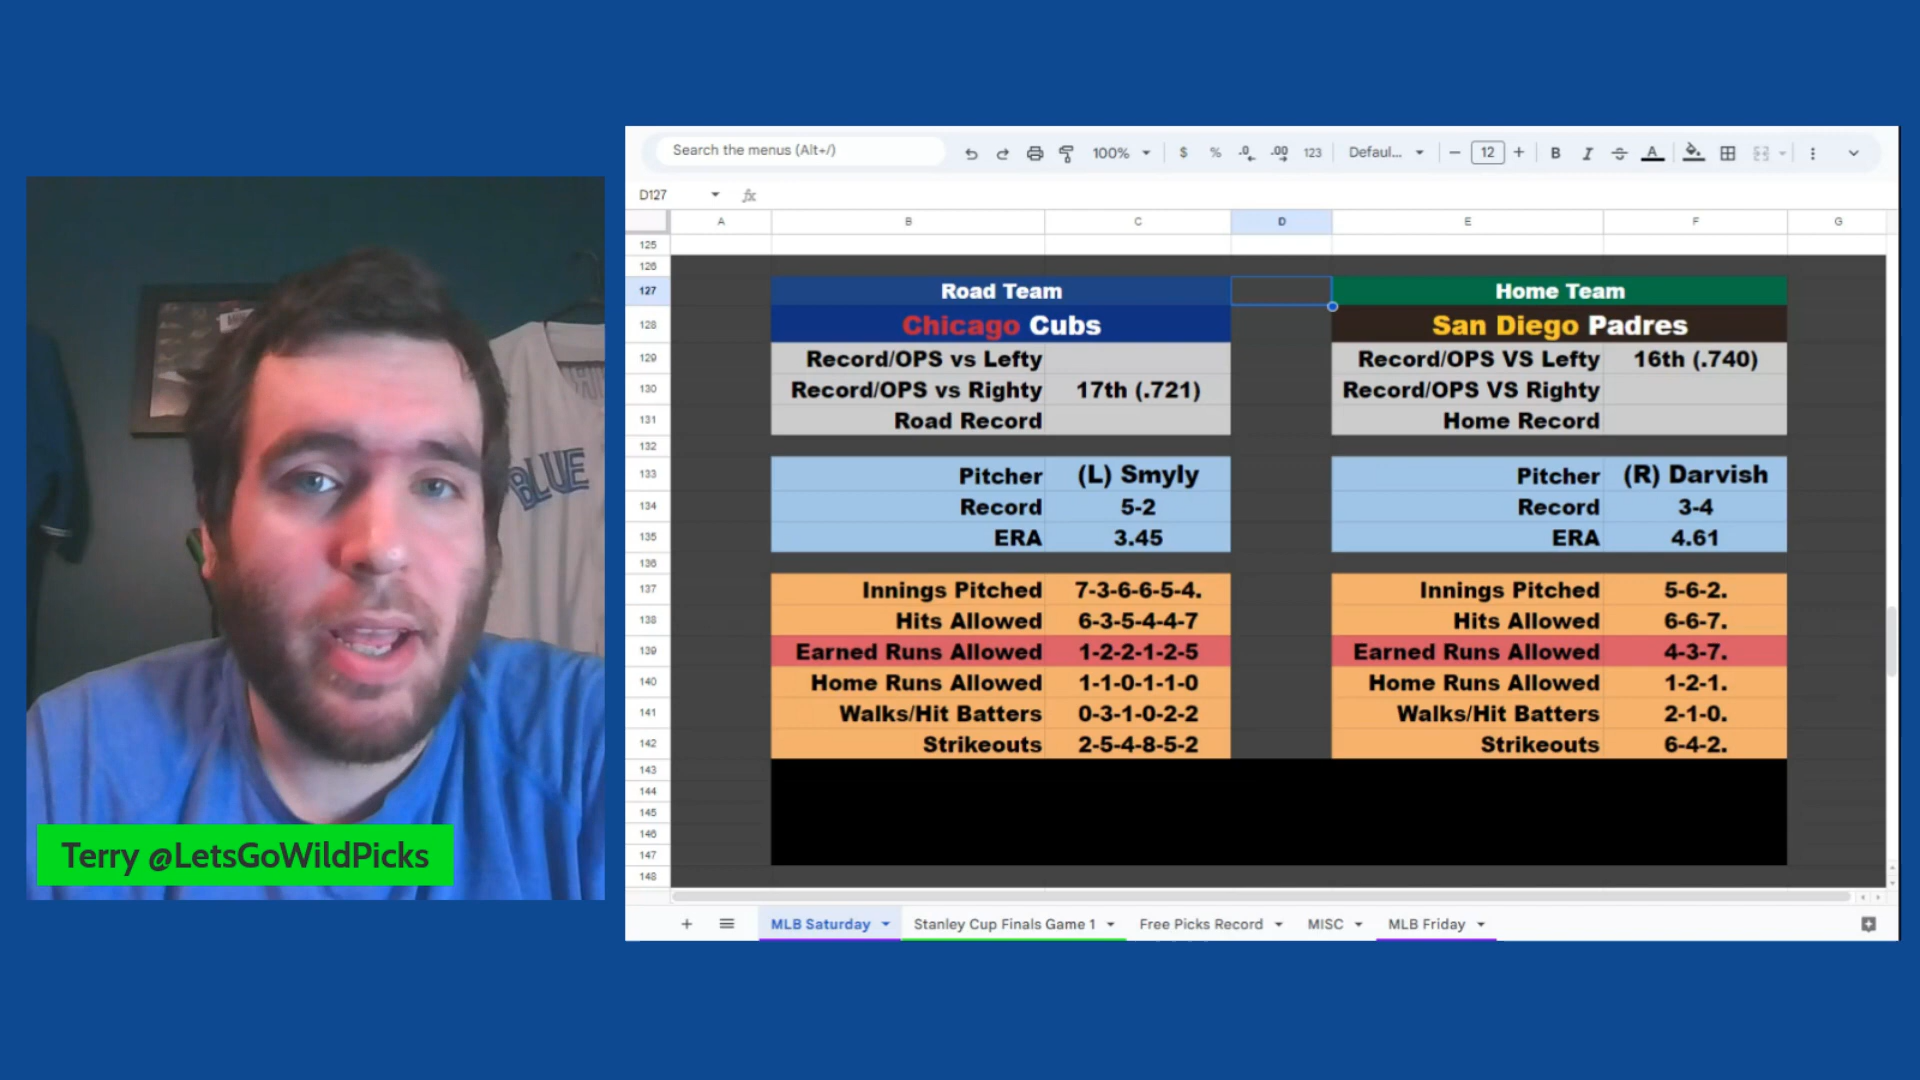 Search the menus (Alt+/)
100%
$ % .0 .00 123
Defaul...
12
B I A
D127
fx
A B C D E F G
125
126
127 Road Team Home Team
128 Chicago Cubs San Diego Padres
129 Record/OPS vs Lefty Record/OPS VS Lefty 16th (.740)
130 Record/OPS vs Righty 17th (.721) Record/OPS VS Righty
131 Road Record Home Record
132
133 Pitcher (L) Smyly Pitcher (R) Darvish
134 Record 5-2 Record 3-4
135 ERA 3.45 ERA 4.61
136
137 Innings Pitched 7-3-6-6-5-4. Innings Pitched 5-6-2.
138 Hits Allowed 6-3-5-4-4-7 Hits Allowed 6-6-7.
139 Earned Runs Allowed 1-2-2-1-2-5 Earned Runs Allowed 4-3-7.
140 Home Runs Allowed 1-1-0-1-1-0 Home Runs Allowed 1-2-1.
141 Walks/Hit Batters 0-3-1-0-2-2 Walks/Hit Batters 2-1-0.
142 Strikeouts 2-5-4-8-5-2 Strikeouts 6-4-2.
143
144
145
146
147
148
MLB Saturday Stanley Cup Finals Game 1 Free Picks Record MISC MLB Friday
BLUE
Terry @LetsGoWildPicks